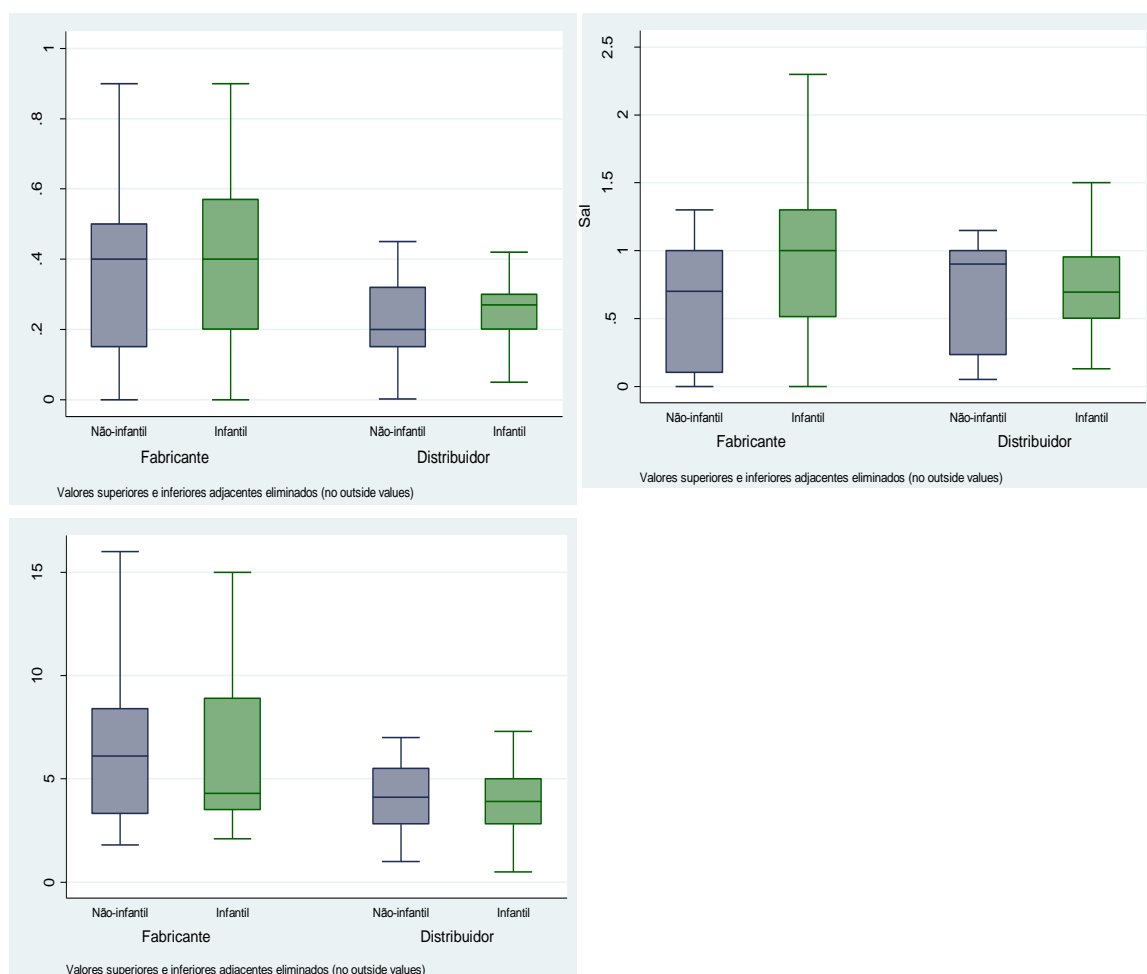 1
.8
.6
.4
.2
0
Não-infantil Infantil Não-infantil Infantil
Fabricante Distribuidor
Valores superiores e inferiores adjacentes eliminados (no outside values)
Sal
2.5
2
1.5
1
.5
0
Não-infantil Infantil Não-infantil Infantil
Fabricante Distribuidor
Valores superiores e inferiores adjacentes eliminados (no outside values)
15
10
5
0
Não-infantil Infantil Não-infantil Infantil
Fabricante Distribuidor
Valores superiores e inferiores adjacentes eliminados (no outside values)